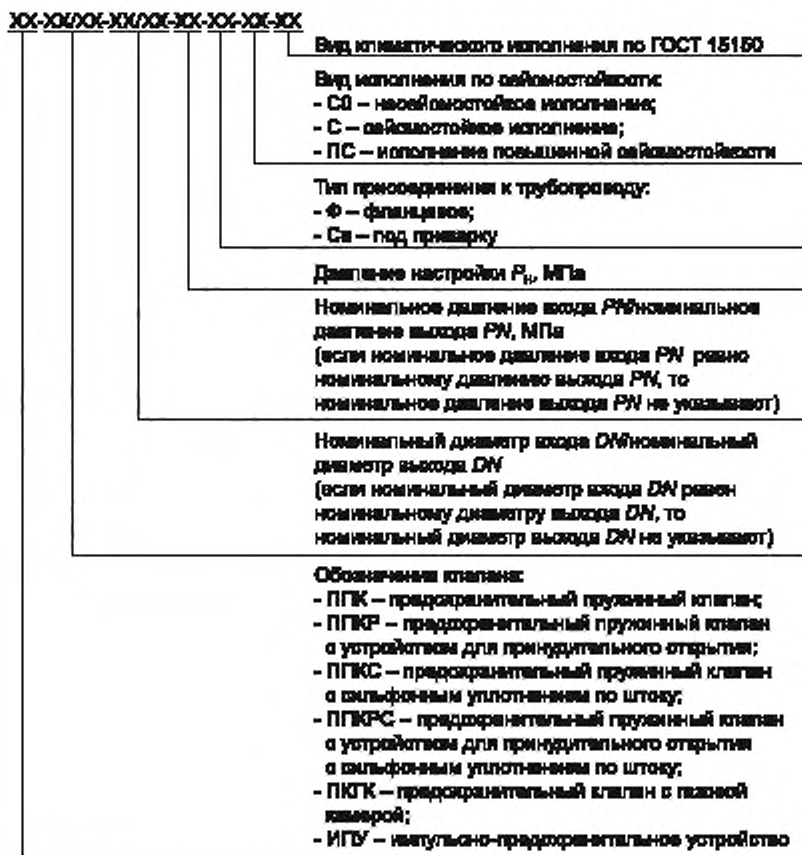 XX-XX/XX-XX/XX-XX-XX-XX-XX
Вид климатического исполнения по ГОСТ 15150
Вид исполнения по сейсмостойкости:
- С0 – несейсмостойкое исполнение;
- С – сейсмостойкое исполнение;
- ПС – исполнение повышенной сейсмостойкости
Тип присоединения к трубопроводу:
- Ф – фланцевое;
- Св – под приварку
Давление настройки Pн, МПа
Номинальное давление входа PN/номинальное
давление выхода PN, МПа
(если номинальное давление входа PN равно
номинальному давлению выхода PN, то
номинальное давление выхода PN не указывают)
Номинальный диаметр входа DN/номинальный
диаметр выхода DN
(если номинальный диаметр входа DN равен
номинальному диаметру выхода DN, то
номинальный диаметр выхода DN не указывают)
Обозначение клапана:
- ППК – предохранительный пружинный клапан;
- ППКР – предохранительный пружинный клапан
с устройством для принудительного открытия;
- ППКС – предохранительный пружинный клапан
с сильфонным уплотнением по штоку;
- ППКРС – предохранительный пружинный клапан
с устройством для принудительного открытия
с сильфонным уплотнением по штоку;
- ПКГК – предохранительный клапан с газовой
камерой;
- ИПУ – импульсно-предохранительное устройство